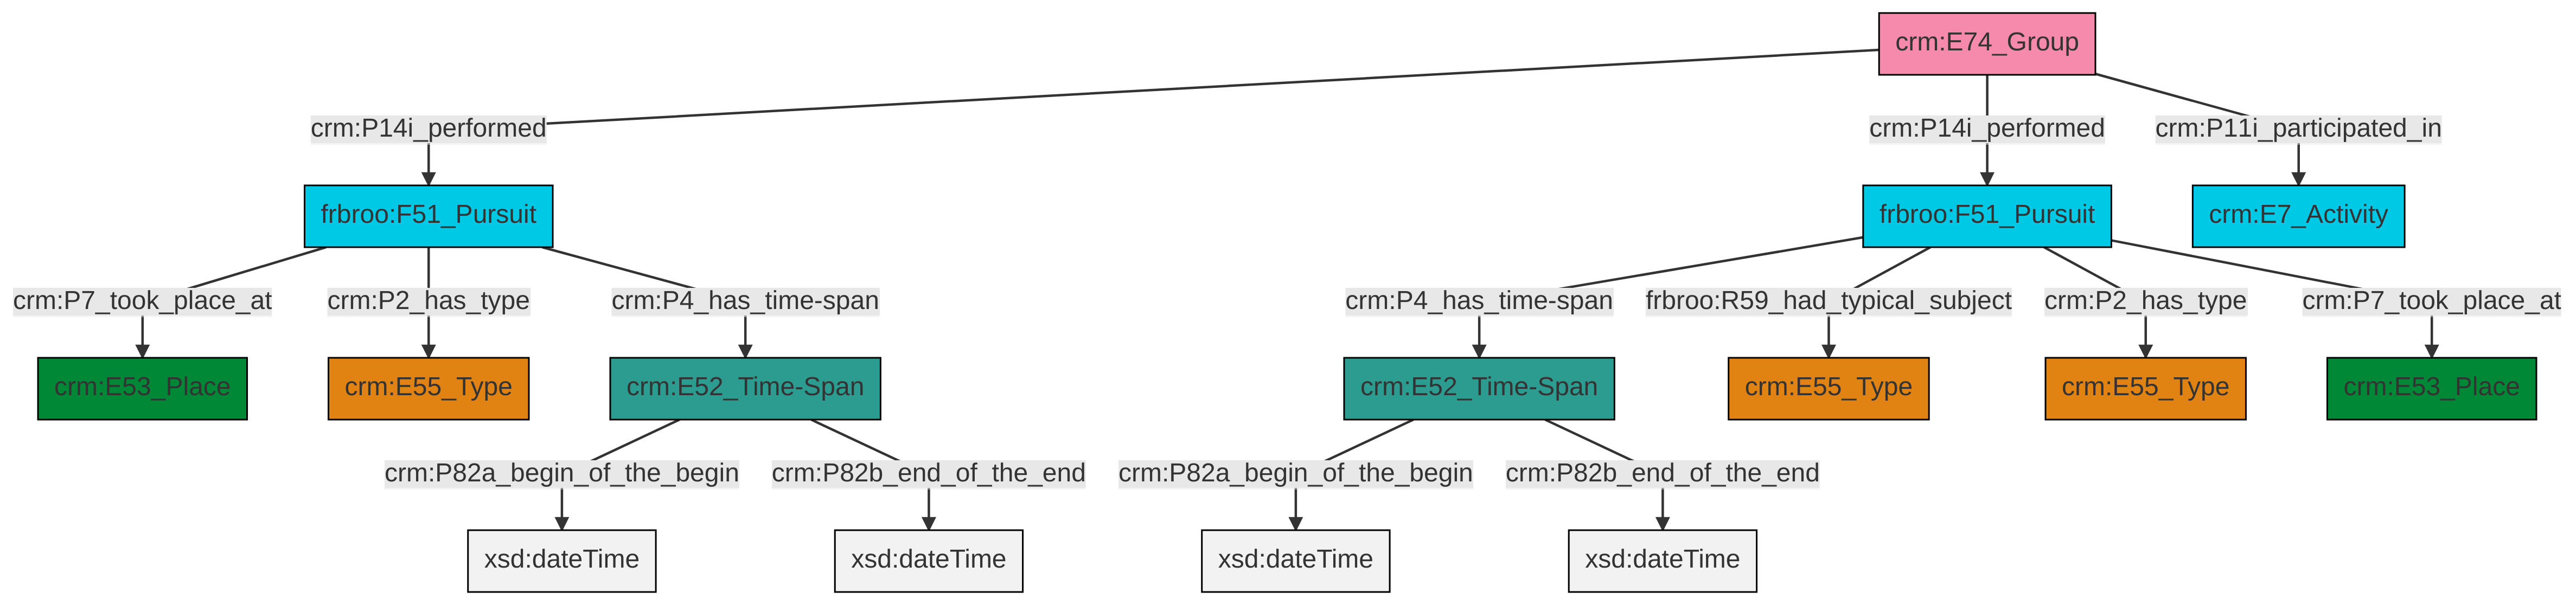 crm:E74_Group
crm:P14i_performed
crm:P14i_performed
crm:P11i_participated_in
frbroo:F51_Pursuit
frbroo:F51_Pursuit
crm:E7_Activity
crm:P7_took_place_at
crm:P2_has_type
crm:P4_has_time-span
crm:P4_has_time-span
frbroo:R59_had_typical_subject
crm:P2_has_type
crm:P7_took_place_at
crm:E53_Place
crm:E55_Type
crm:E52_Time-Span
crm:E52_Time-Span
crm:E55_Type
crm:E55_Type
crm:E53_Place
crm:P82a_begin_of_the_begin
crm:P82b_end_of_the_end
crm:P82a_begin_of_the_begin
crm:P82b_end_of_the_end
xsd:dateTime
xsd:dateTime
xsd:dateTime
xsd:dateTime